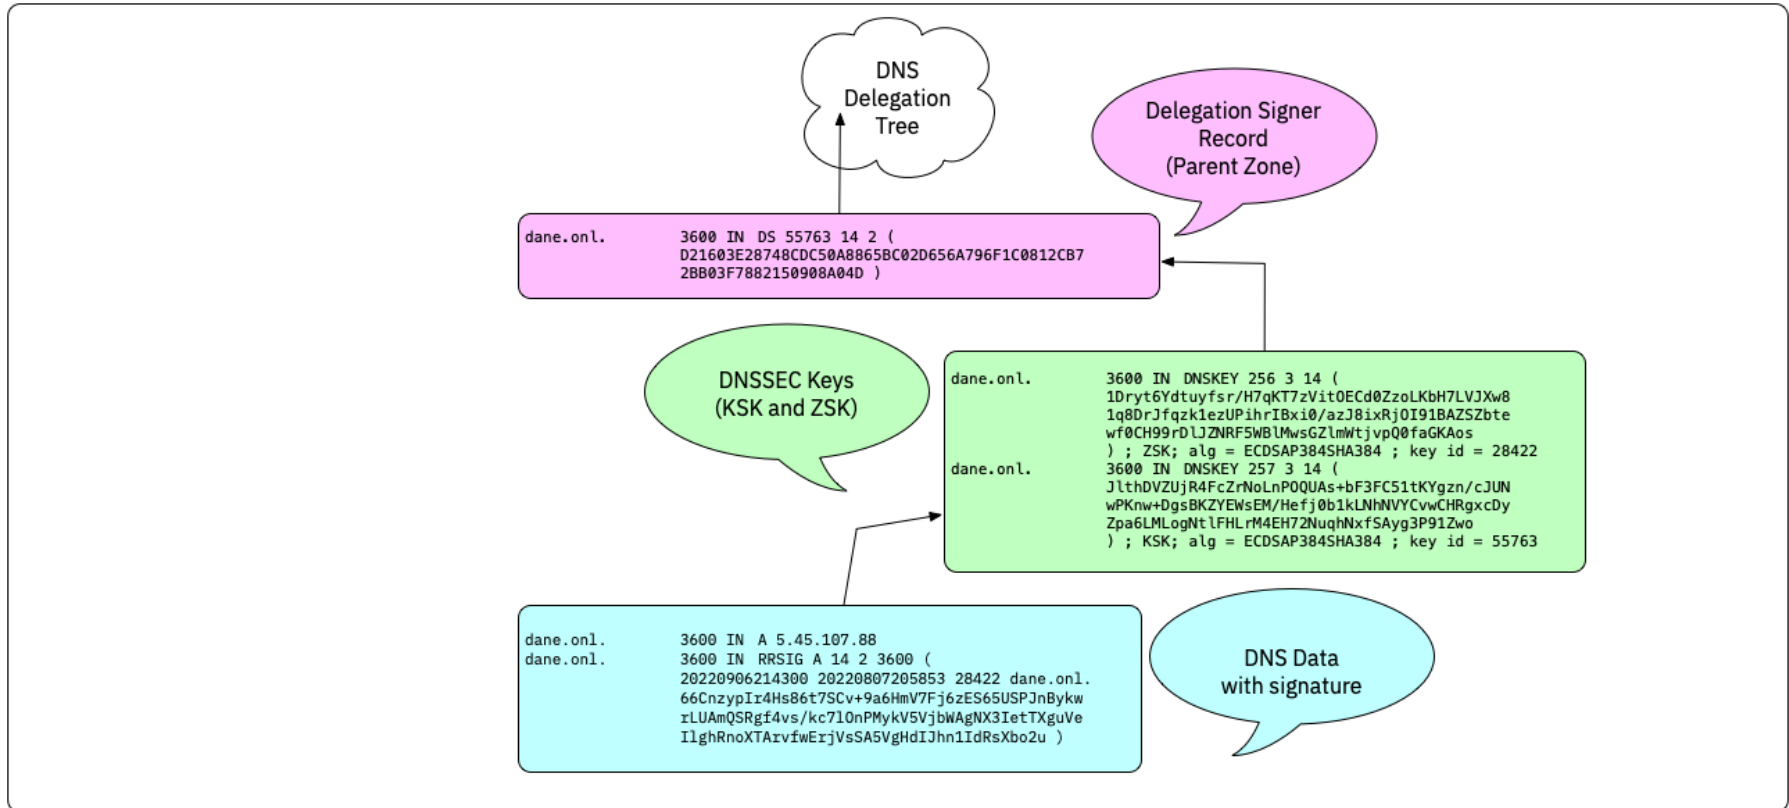 DNS
Delegation
Tree
Delegation Signer
Record
(Parent Zone)
dane.onl. 3600 IN DS 55763 14 2 (
D21603E28748CDC50A8865BC02D656A796F1C0812CB7
2BB03F7882150908A04D )
DNSSEC Keys
(KSK and ZSK)
dane.onl. 3600 IN DNSKEY 256 3 14 (
1Dryt6Ydtuyfsr/H7qKT7zVitOECd0ZzoLKbH7LVJXw8
1q8DrJfqzk1ezUPihrIBxi0/azJ8ixRjOI91BAZSZbte
wf0CH99rDlJZNRF5WBlMwsGZlmWtjvpQ0faGKAos
) ; ZSK; alg = ECDSAP384SHA384 ; key id = 28422
dane.onl. 3600 IN DNSKEY 257 3 14 (
JlthDVZUjR4FcZrNoLnPOQUAs+bF3FC51tKYgzn/cJUN
wPKnw+DgsBKZYEWsEM/Hefj0b1kLNhNVYCvwCHRgxcDy
Zpa6LMLogNtlFHLrM4EH72NuqhNxfSAyg3P91Zwo
) ; KSK; alg = ECDSAP384SHA384 ; key id = 55763
dane.onl. 3600 IN A 5.45.107.88
dane.onl. 3600 IN RRSIG A 14 2 3600 (
20220906214300 20220807205853 28422 dane.onl.
66CnzypIr4Hs86t7SCv+9a6HmV7Fj6zES65USPJnBykw
rLUAmQSRgf4vs/kc7lOnPMykV5VjbWAgNX3IetTXguVe
IlghRnoXTArvfwErjVsSA5VgHdIJhn1IdRsXbo2u )
DNS Data
with signature